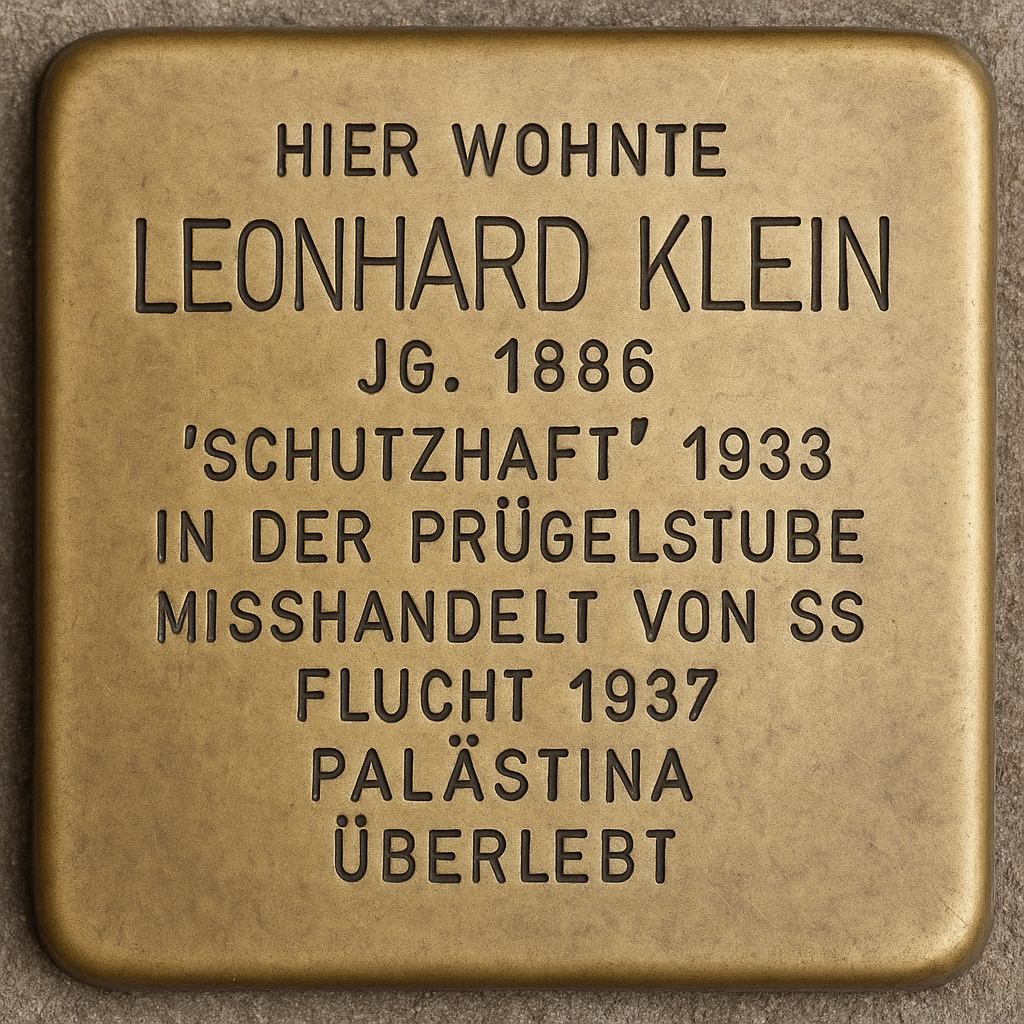 HIER WOHNTE
LEONHARD KLEIN
JG. 1886
'SCHUTZHAFT' 1933
IN DER PRÜGELSTUBE
MISSHANDELT VON SS
FLUCHT 1937
PALÄSTINA
ÜBERLEBT